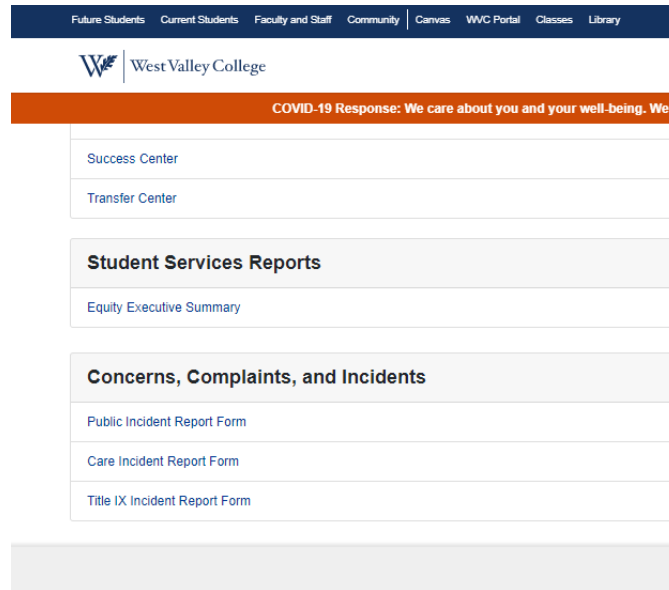 Future Students Current Students Faculty and Staff Community Canvas WVC Portal Classes Library
West Valley College
COVID-19 Response: We care about you and your well-being. We
Success Center
Transfer Center
Student Services Reports
Equity Executive Summary
Concerns, Complaints, and Incidents
Public Incident Report Form
Care Incident Report Form
Title IX Incident Report Form